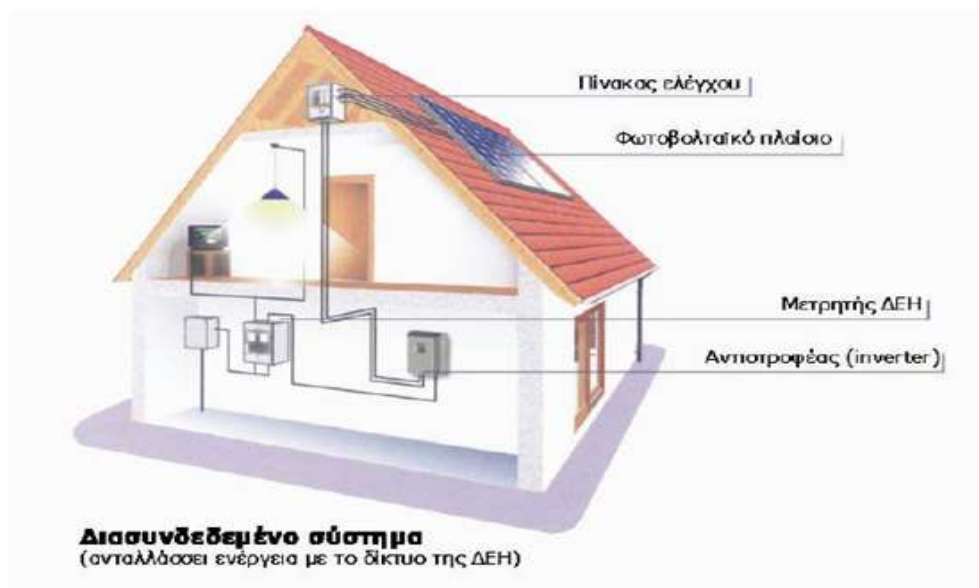 Πίνακας ελέγχου
Φωτοβολταϊκό πλαίσιο
Μετρητής ΔΕΗ
Αντιστροφέας (inverter)
Διασυνδεδεμένο σύστημα
(ανταλλάσσει ενέργεια με το δίκτυο της ΔΕΗ)